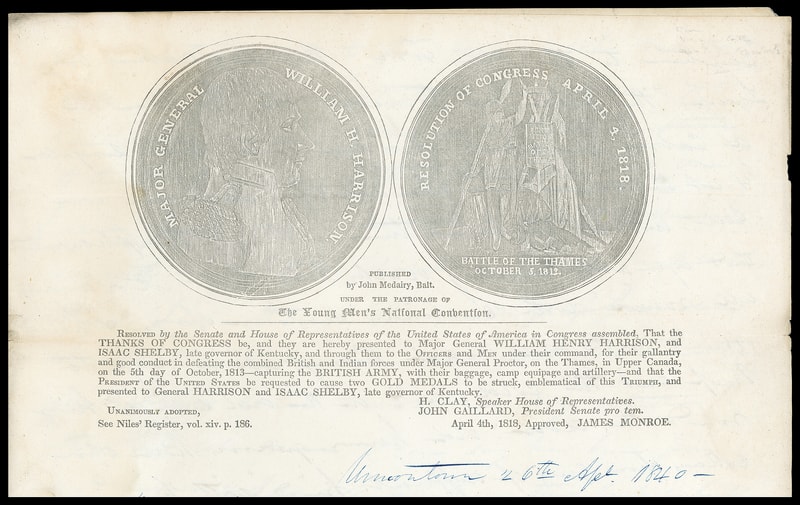 MAJOR GENERAL WILLIAM H. HARRISON
RESOLUTION OF CONGRESS APRIL 4, 1818
BATTLE OF THE THAMES
OCTOBER 5. 1813.
PUBLISHED
by John Medairy, Balt.
UNDER THE PATRONAGE OF
The Young Men's National Convention.
RESOLVED by the Senate and House of Representatives of the United States of America in Congress assembled. That the
THANKS OF CONGRESS be, and they are hereby presented to Major General WILLIAM HENRY HARRISON, and
ISAAC SHELBY, late governor of Kentucky, and through them to the OFFICERS and MEN under their command, for their gallantry
and good conduct in defeating the combined British and Indian forces under Major General Proctor, on the Thames, in Upper Canada,
on the 5th day of October, 1813—capturing the BRITISH ARMY, with their baggage, camp equipage and artillery—and that the
PRESIDENT of the UNITED STATES be requested to cause two GOLD MEDALS to be struck, emblematical of this TRIUMPH, and
presented to General HARRISON and ISAAC SHELBY, late governor of Kentucky.
H. CLAY, Speaker House of Representatives.
UNANIMOUSLY ADOPTED,
JOHN GAILLARD, President Senate pro tem.
See Niles' Register, vol. xiv. p. 186.
April 4th, 1818, Approved, JAMES MONROE.
Uniontown 26th Apl. 1840—